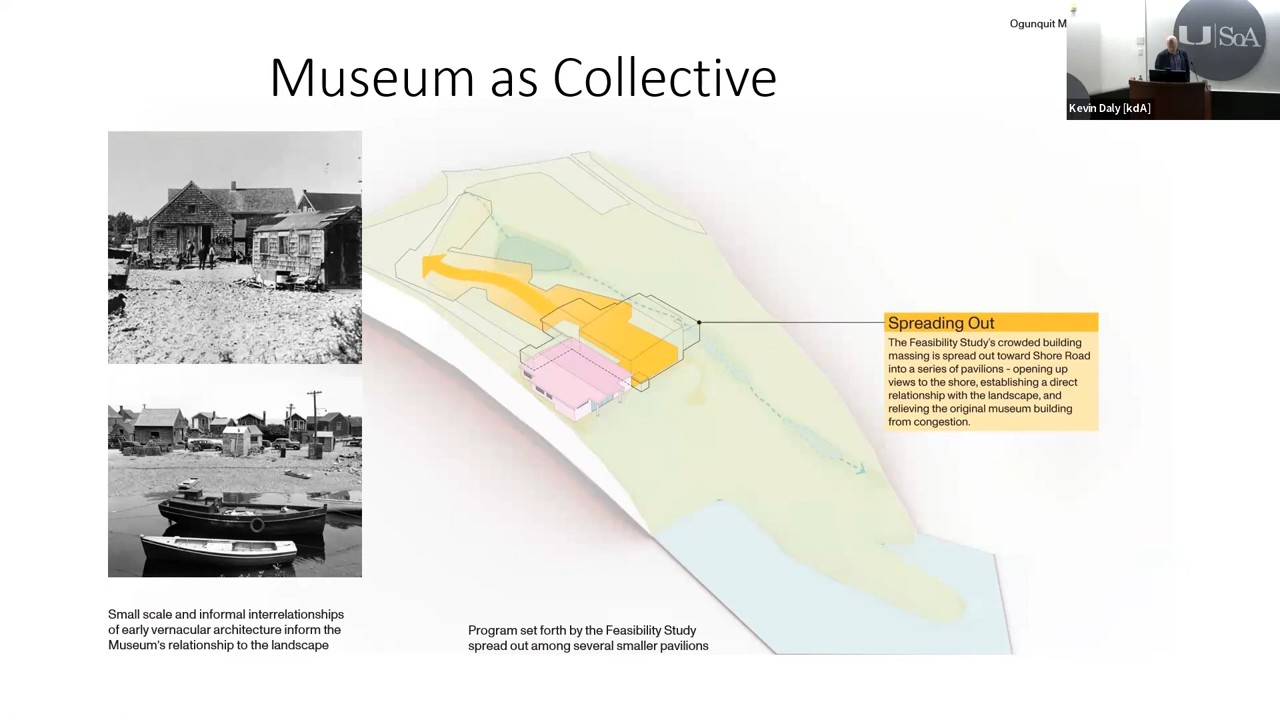 Ogunquit M
Museum as Collective
U SoA
Kevin Daly [kdA]
Spreading Out
The Feasibility Study's crowded building
massing is spread out toward Shore Road
into a series of pavilions - opening up
views to the shore, establishing a direct
relationship with the landscape, and
relieving the original museum building
from congestion.
Small scale and informal interrelationships
of early vernacular architecture inform the
Museum's relationship to the landscape
Program set forth by the Feasibility Study
spread out among several smaller pavilions